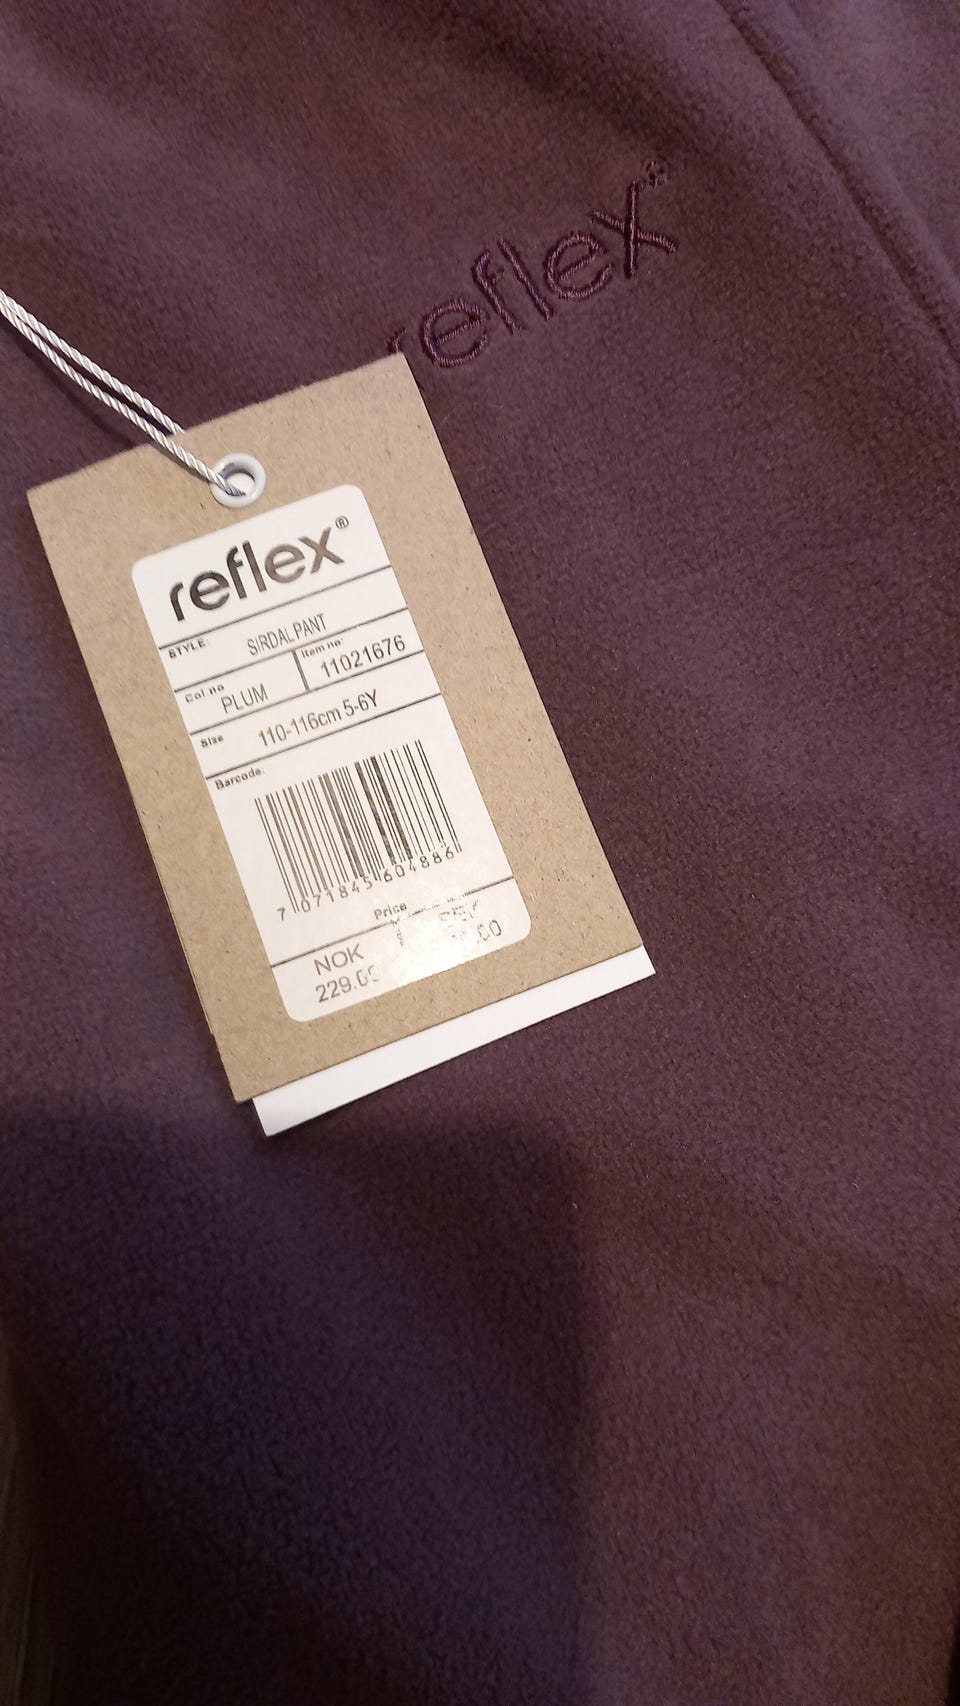 reflex®
reflex®
STYLE: SIRDAL PANT
Col no Item no:
PLUM 11021676
Size 110-116cm 5-6Y
Barcode:
7 071845 604886
Price
NOK
229.00